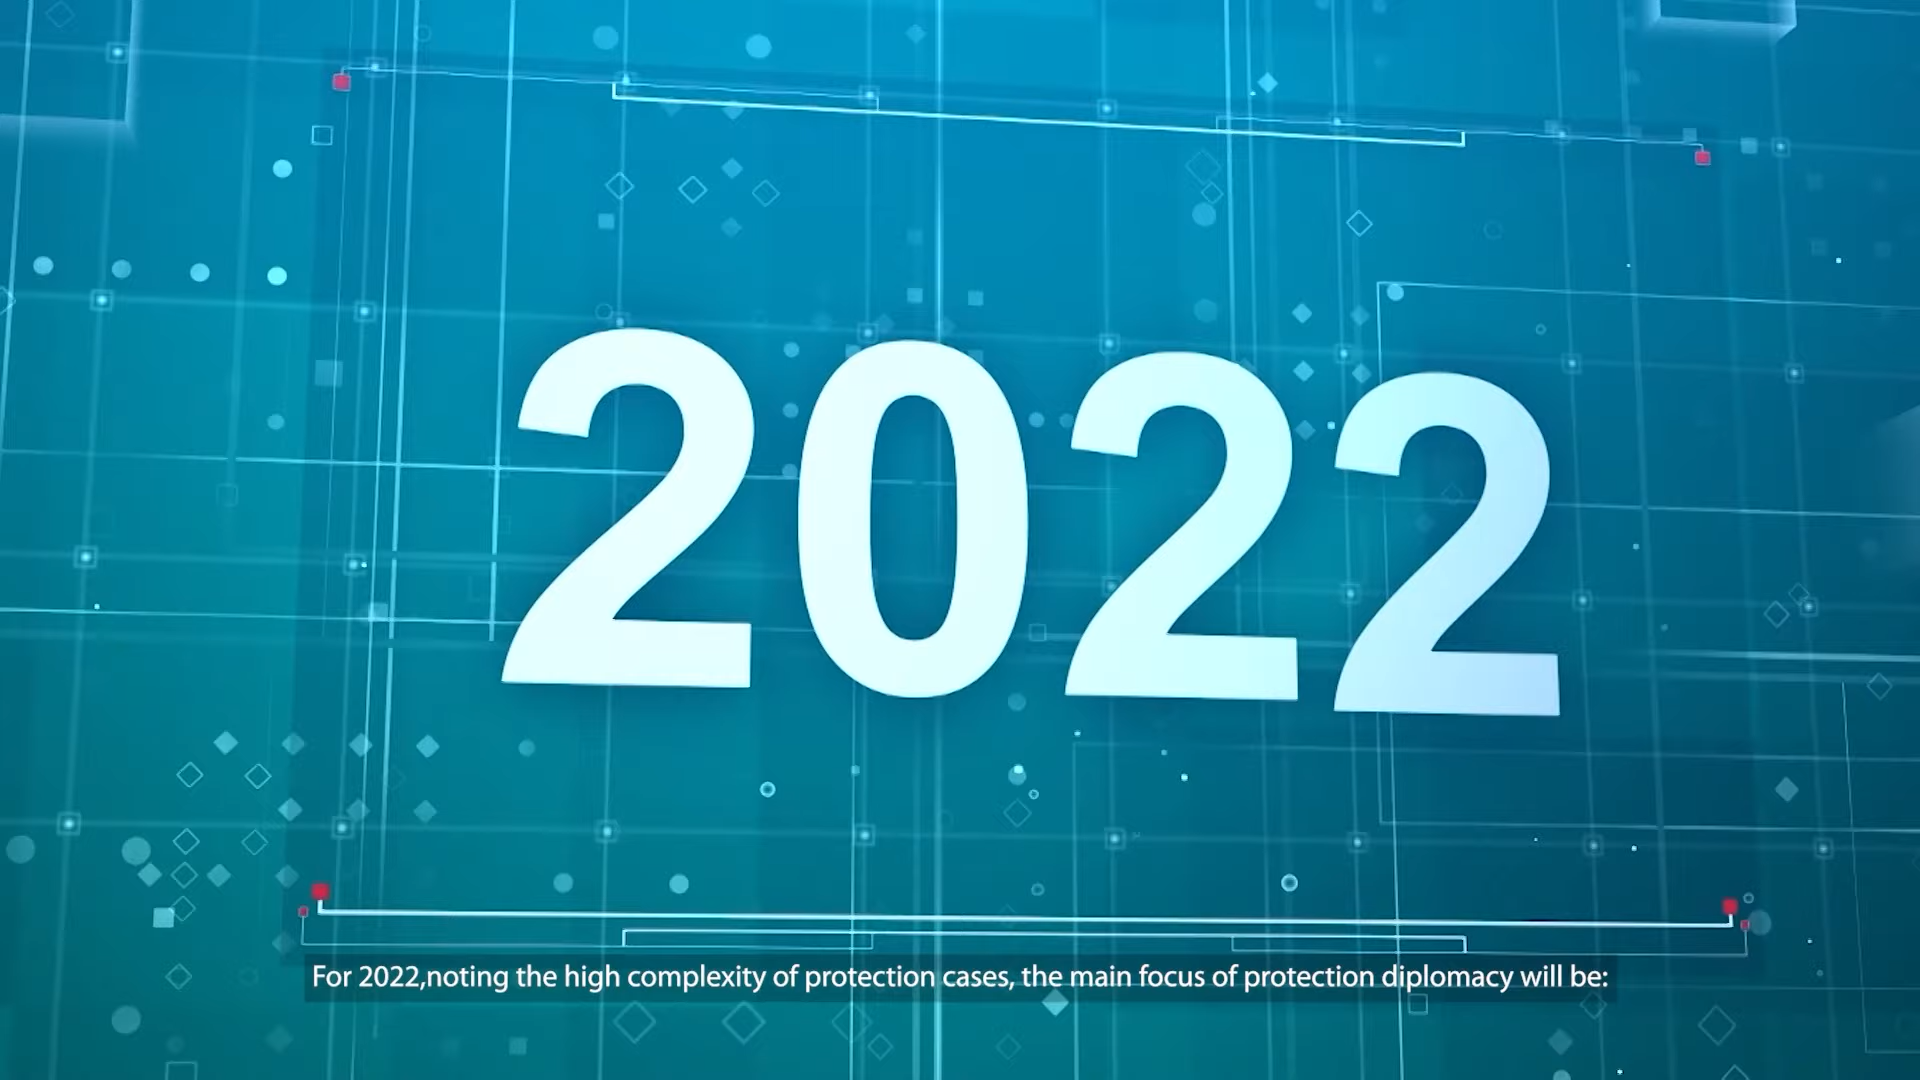 2022
For 2022,noting the high complexity of protection cases, the main focus of protection diplomacy will be: